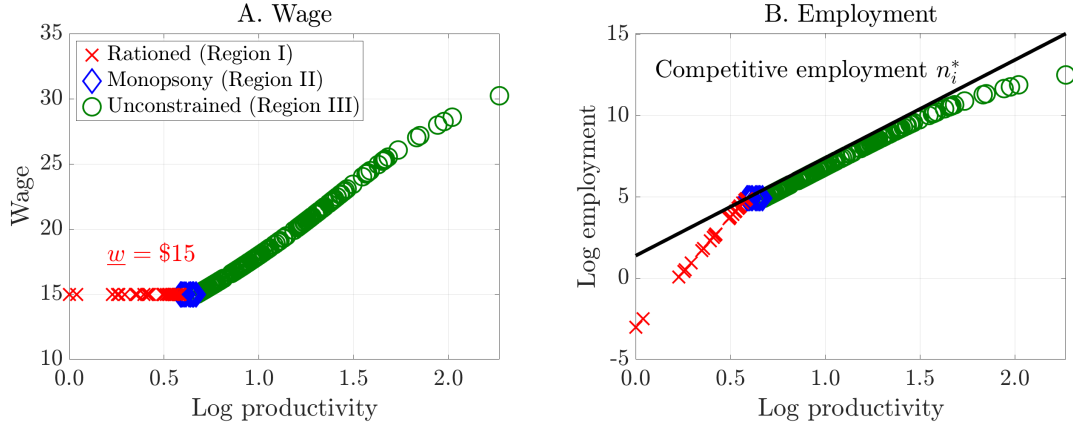 A. Wage
35
30
25
20
15
10
Wage
× Rationed (Region I)
◇ Monopsony (Region II)
○ Unconstrained (Region III)
w = $15
0.0 0.5 1.0 1.5 2.0
Log productivity
B. Employment
15
10
5
0
-5
Log employment
Competitive employment n*i
0.0 0.5 1.0 1.5 2.0
Log productivity